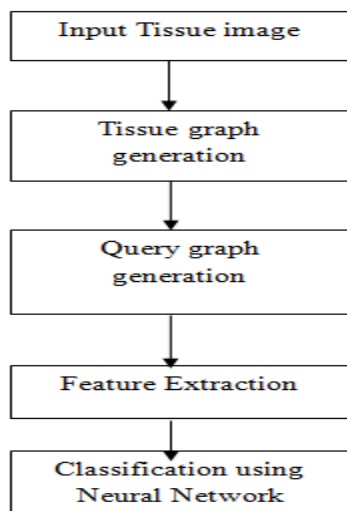 Input Tissue image
Tissue graph
generation
Query graph
generation
Feature Extraction
Classification using
Neural Network